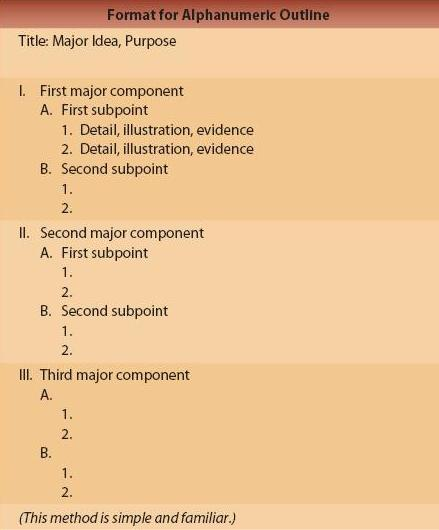 Format for Alphanumeric Outline
Title: Major Idea, Purpose
I. First major component
A. First subpoint
1. Detail, illustration, evidence
2. Detail, illustration, evidence
B. Second subpoint
1.
2.
II. Second major component
A. First subpoint
1.
2.
B. Second subpoint
1.
2.
III. Third major component
A.
1.
2.
B.
1.
2.
(This method is simple and familiar.)